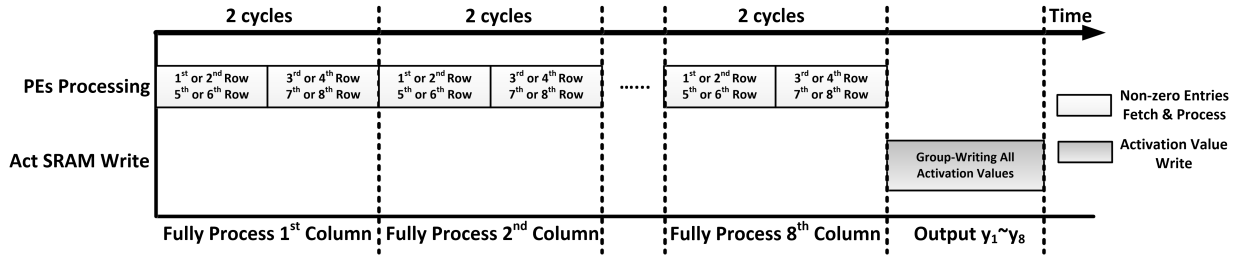 2 cycles 2 cycles 2 cycles Time
PEs Processing
1st or 2nd Row
5th or 6th Row
3rd or 4th Row
7th or 8th Row
1st or 2nd Row
5th or 6th Row
3rd or 4th Row
7th or 8th Row
......
1st or 2nd Row
5th or 6th Row
3rd or 4th Row
7th or 8th Row
Non-zero Entries
Fetch & Process
Act SRAM Write
Group-Writing All
Activation Values
Activation Value
Write
Fully Process 1st Column Fully Process 2nd Column Fully Process 8th Column Output y1~y8